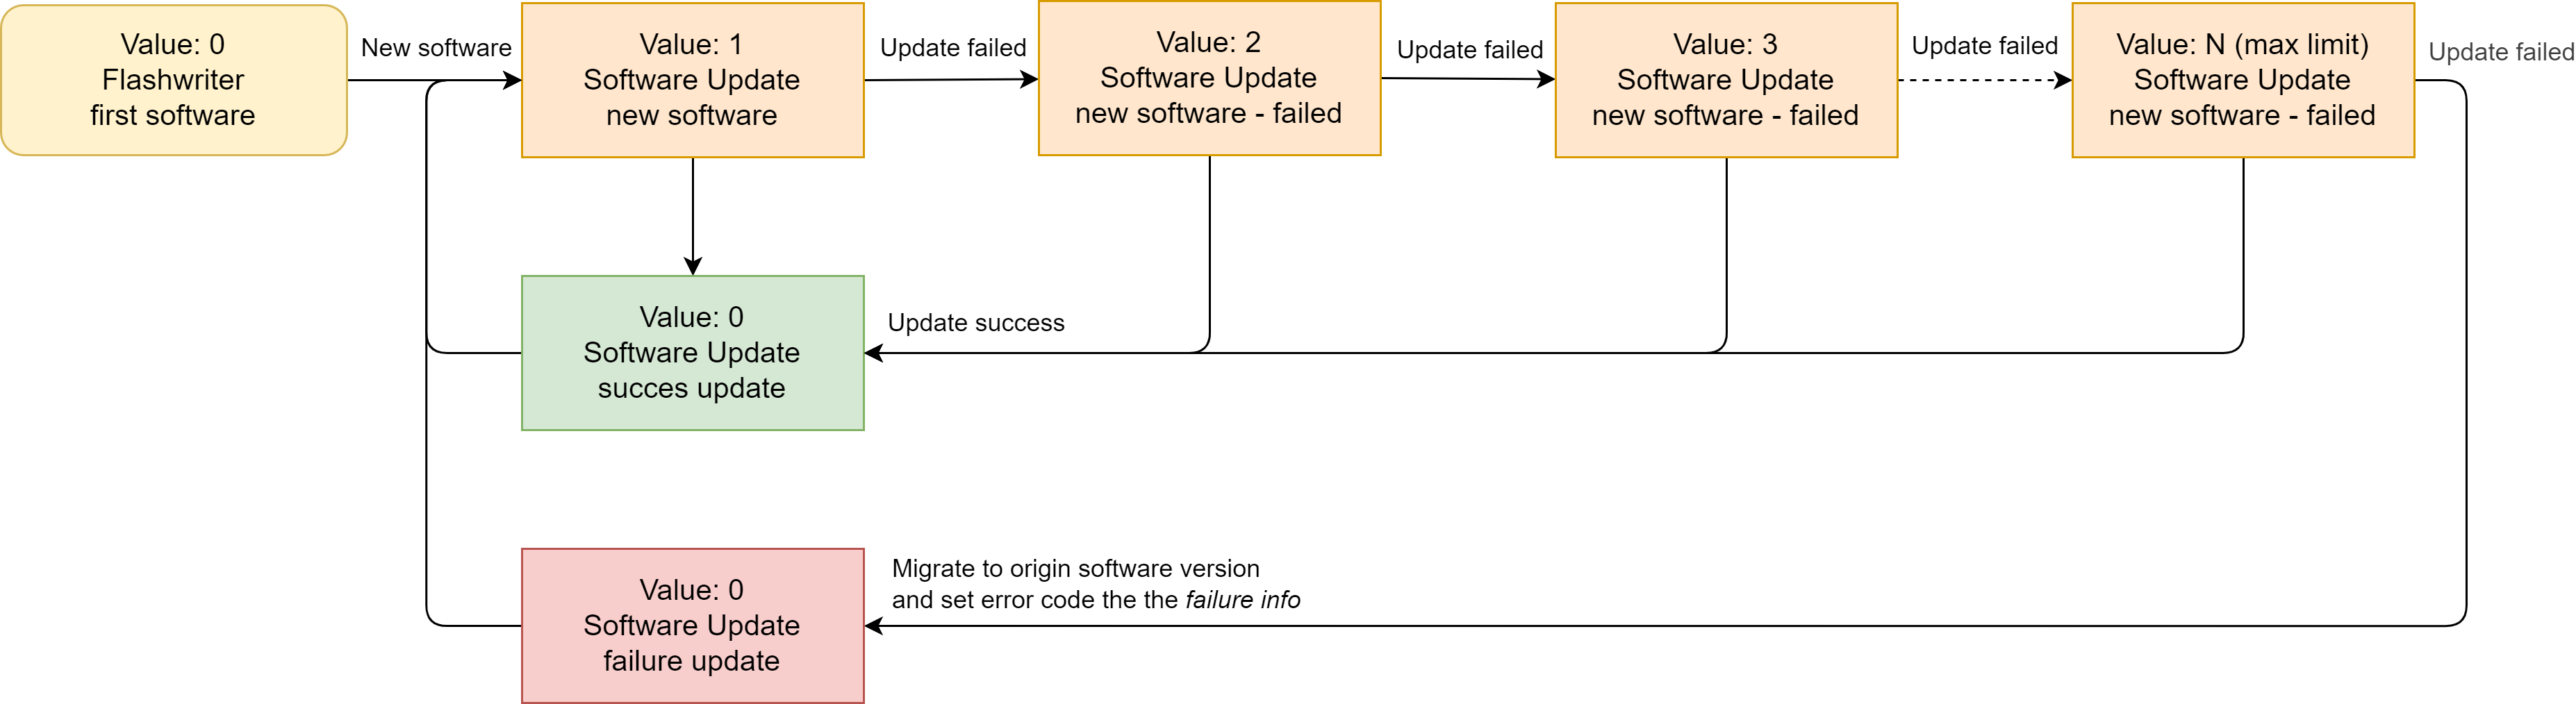 Value: 0
Flashwriter
first software
New software
Value: 1
Software Update
new software
Update failed
Value: 2
Software Update
new software - failed
Update failed
Value: 3
Software Update
new software - failed
Update failed
Value: N (max limit)
Software Update
new software - failed
Update failed
Value: 0
Software Update
succes update
Update success
Value: 0
Software Update
failure update
Migrate to origin software version
and set error code the the failure info